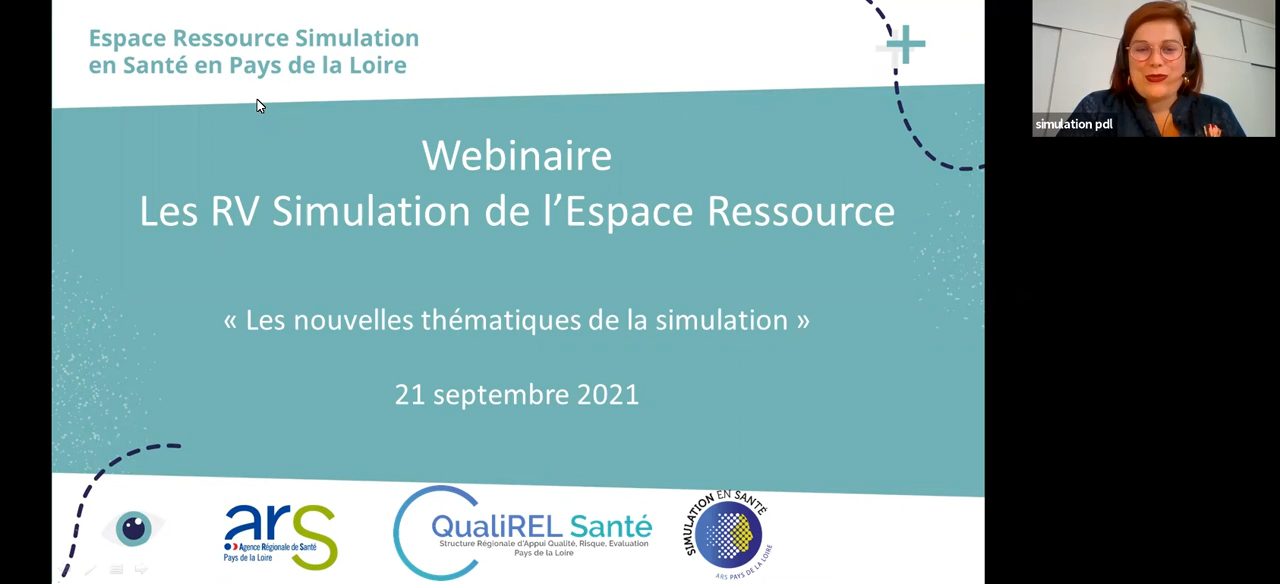 Espace Ressource Simulation
en Santé en Pays de la Loire
simulation pdl
Webinaire
Les RV Simulation de l’Espace Ressource
« Les nouvelles thématiques de la simulation »
21 septembre 2021
ars
Agence Régionale de Santé
Pays de la Loire
QualiREL Santé
Structure Régionale d'Appui Qualité, Risque, Evaluation
Pays de la Loire
SIMULATION EN SANTÉ
ARS PAYS DE LA LOIRE